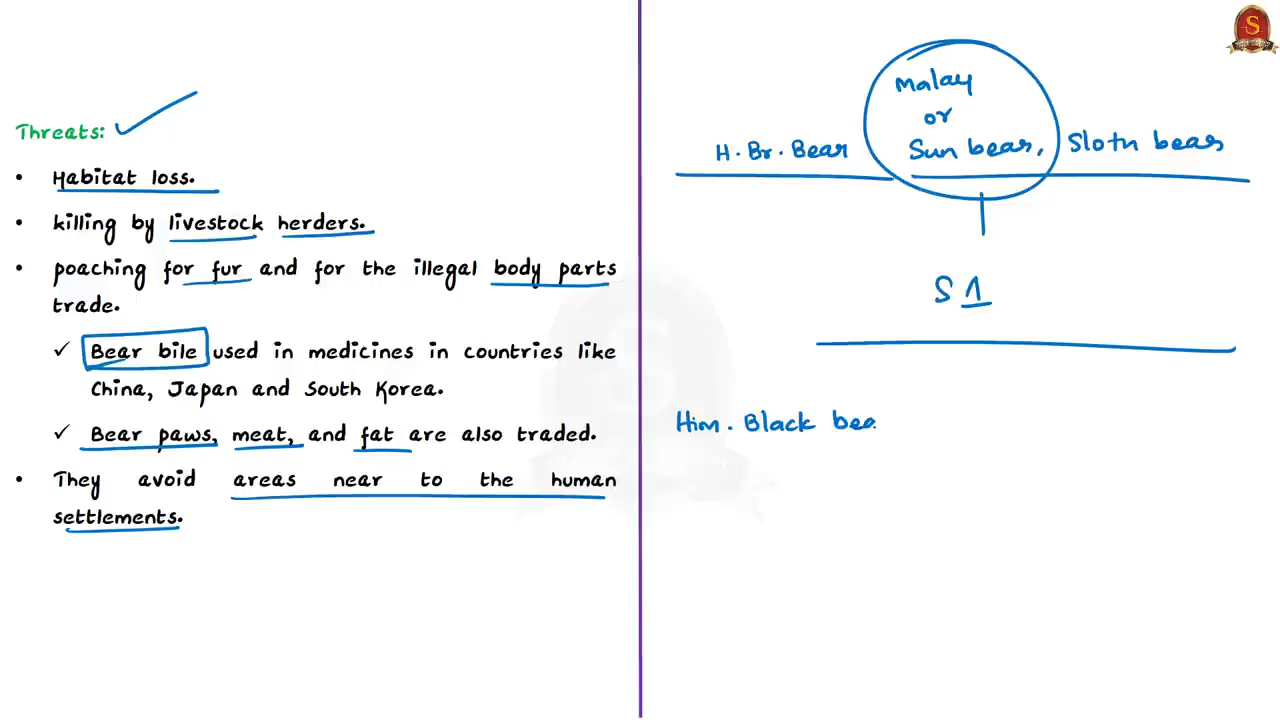 Threats:
• Habitat loss.
• killing by livestock herders.
• poaching for fur and for the illegal body parts
trade.
✓ Bear bile used in medicines in countries like
China, Japan and South Korea.
✓ Bear paws, meat, and fat are also traded.
• They avoid areas near to the human
settlements.
Malay
or
H. Br. Bear Sun bear, Sloth bear
S1
Him. Black bea